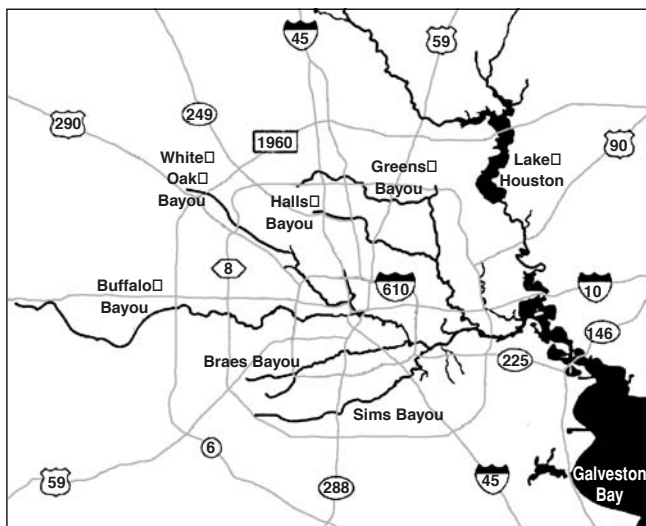 45
59
249
290
1960
90
White□
Oak□
Bayou
Greens□
Bayou
Lake□
Houston
Halls□
Bayou
8
Buffalo□
Bayou
610
10
146
Braes Bayou
225
Sims Bayou
6
59
288
45
Galveston
Bay